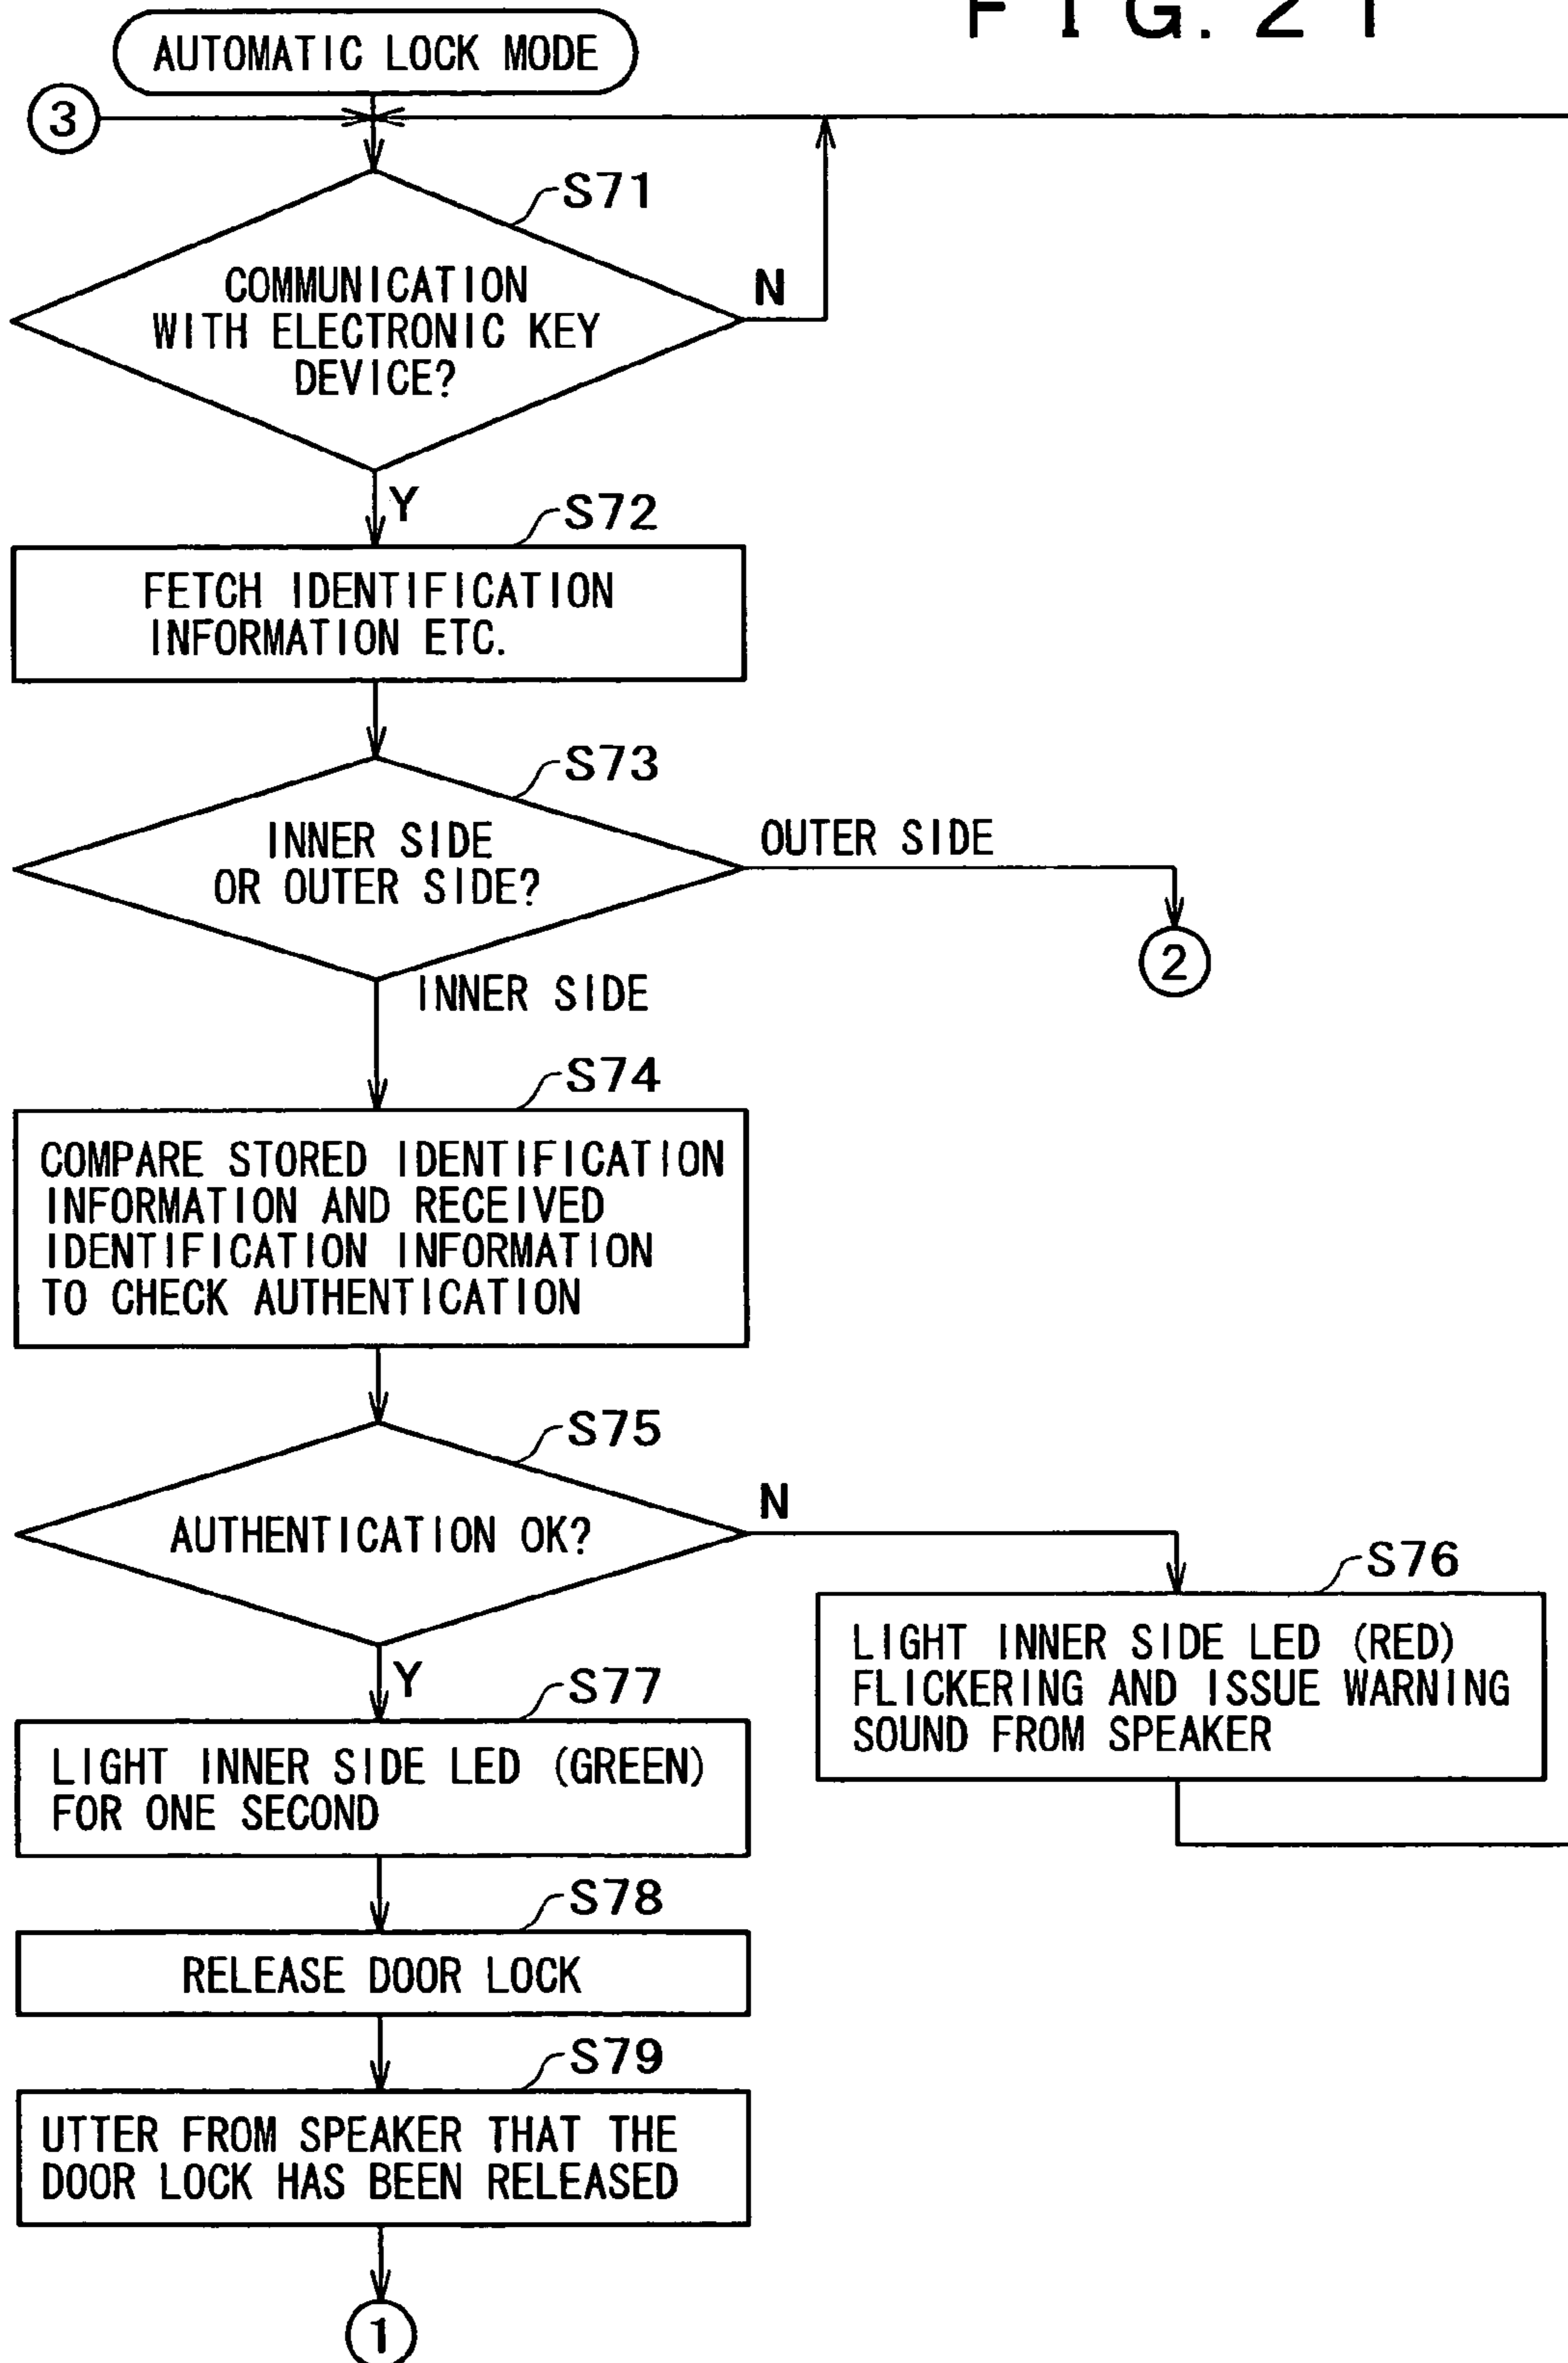 FIG. 21
AUTOMATIC LOCK MODE
3
S71
COMMUNICATION
WITH ELECTRONIC KEY
DEVICE?
N
Y
S72
FETCH IDENTIFICATION
INFORMATION ETC.
S73
INNER SIDE
OR OUTER SIDE?
OUTER SIDE
2
INNER SIDE
S74
COMPARE STORED IDENTIFICATION
INFORMATION AND RECEIVED
IDENTIFICATION INFORMATION
TO CHECK AUTHENTICATION
S75
AUTHENTICATION OK?
N
S76
LIGHT INNER SIDE LED (RED)
FLICKERING AND ISSUE WARNING
SOUND FROM SPEAKER
Y
S77
LIGHT INNER SIDE LED (GREEN)
FOR ONE SECOND
S78
RELEASE DOOR LOCK
S79
UTTER FROM SPEAKER THAT THE
DOOR LOCK HAS BEEN RELEASED
1